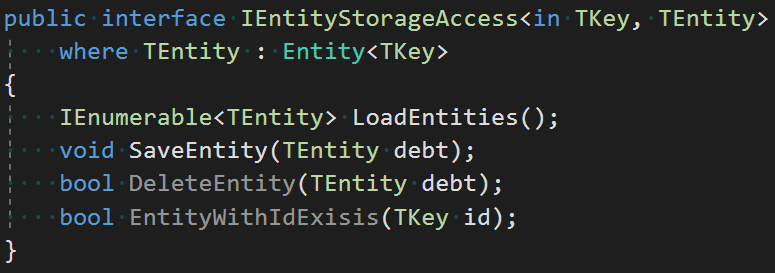 public interface IEntityStorageAccess<in TKey, TEntity>
    where TEntity : Entity<TKey>
{
    IEnumerable<TEntity> LoadEntities();
    void SaveEntity(TEntity debt);
    bool DeleteEntity(TEntity debt);
    bool EntityWithIdExisis(TKey id);
}